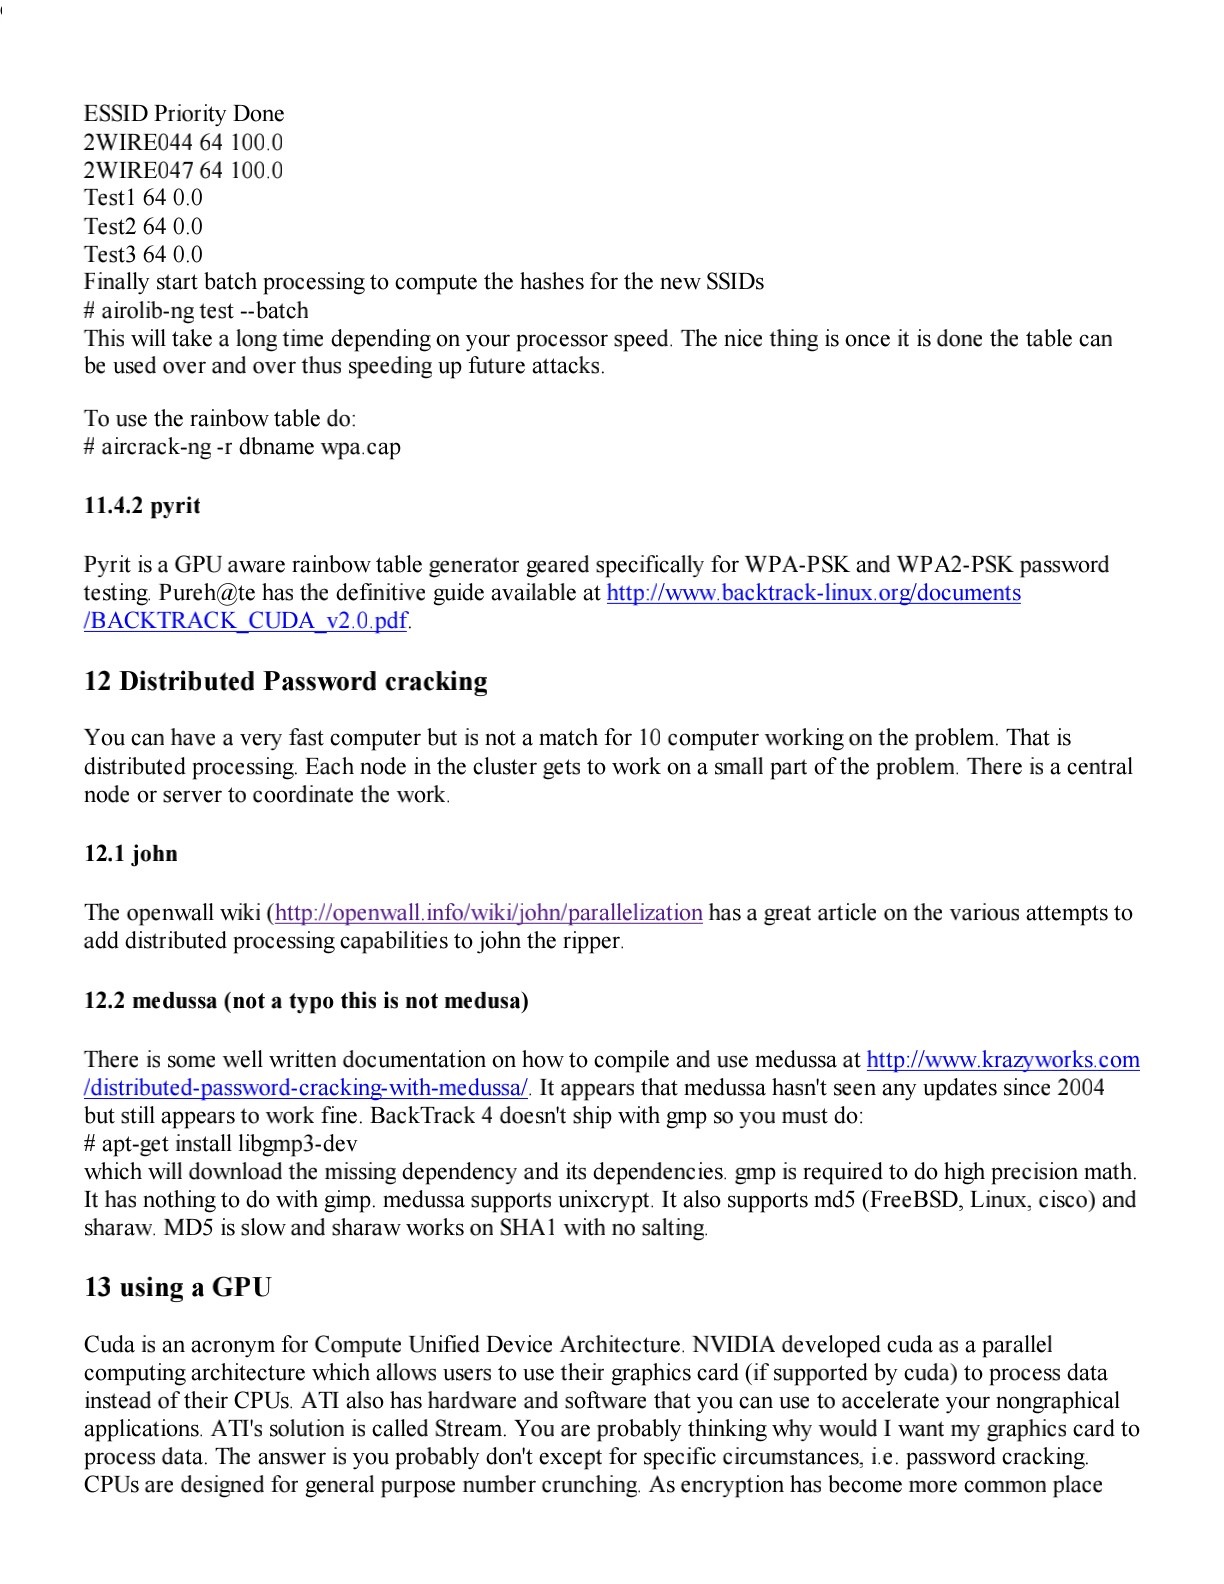 ESSID Priority Done
2WIRE044 64 100.0
2WIRE047 64 100.0
Test1 64 0.0
Test2 64 0.0
Test3 64 0.0
Finally start batch processing to compute the hashes for the new SSIDs
# airolib-ng test --batch
This will take a long time depending on your processor speed. The nice thing is once it is done the table can
be used over and over thus speeding up future attacks.
To use the rainbow table do:
# aircrack-ng -r dbname wpa.cap
11.4.2 pyrit
Pyrit is a GPU aware rainbow table generator geared specifically for WPA-PSK and WPA2-PSK password
testing. Pureh@te has the definitive guide available at http://www.backtrack-linux.org/documents
/BACKTRACK_CUDA_v2.0.pdf.
12 Distributed Password cracking
You can have a very fast computer but is not a match for 10 computer working on the problem. That is
distributed processing. Each node in the cluster gets to work on a small part of the problem. There is a central
node or server to coordinate the work.
12.1 john
The openwall wiki (http://openwall.info/wiki/john/parallelization has a great article on the various attempts to
add distributed processing capabilities to john the ripper.
12.2 medussa (not a typo this is not medusa)
There is some well written documentation on how to compile and use medussa at http://www.krazyworks.com
/distributed-password-cracking-with-medussa/. It appears that medussa hasn't seen any updates since 2004
but still appears to work fine. BackTrack 4 doesn't ship with gmp so you must do:
# apt-get install libgmp3-dev
which will download the missing dependency and its dependencies. gmp is required to do high precision math.
It has nothing to do with gimp. medussa supports unixcrypt. It also supports md5 (FreeBSD, Linux, cisco) and
sharaw. MD5 is slow and sharaw works on SHA1 with no salting.
13 using a GPU
Cuda is an acronym for Compute Unified Device Architecture. NVIDIA developed cuda as a parallel
computing architecture which allows users to use their graphics card (if supported by cuda) to process data
instead of their CPUs. ATI also has hardware and software that you can use to accelerate your nongraphical
applications. ATI's solution is called Stream. You are probably thinking why would I want my graphics card to
process data. The answer is you probably don't except for specific circumstances, i.e. password cracking.
CPUs are designed for general purpose number crunching. As encryption has become more common place